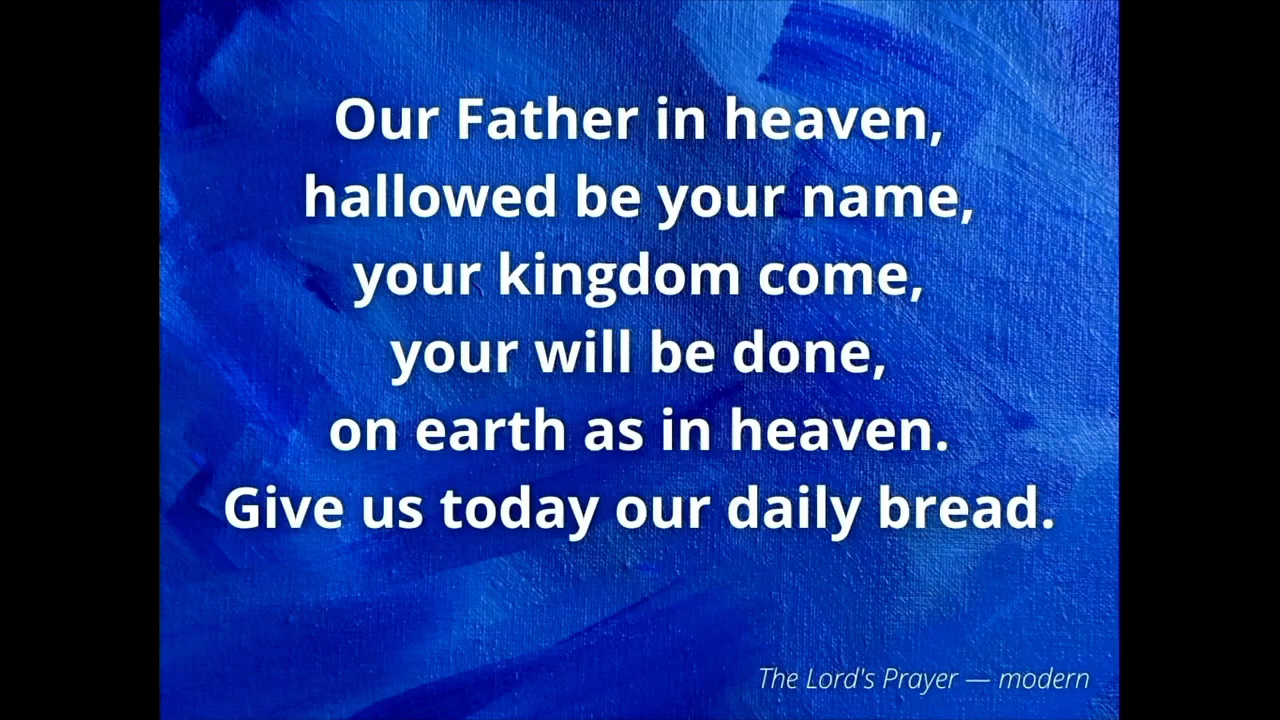 Our Father in heaven,
hallowed be your name,
your kingdom come,
your will be done,
on earth as in heaven.
Give us today our daily bread.
The Lord's Prayer — modern